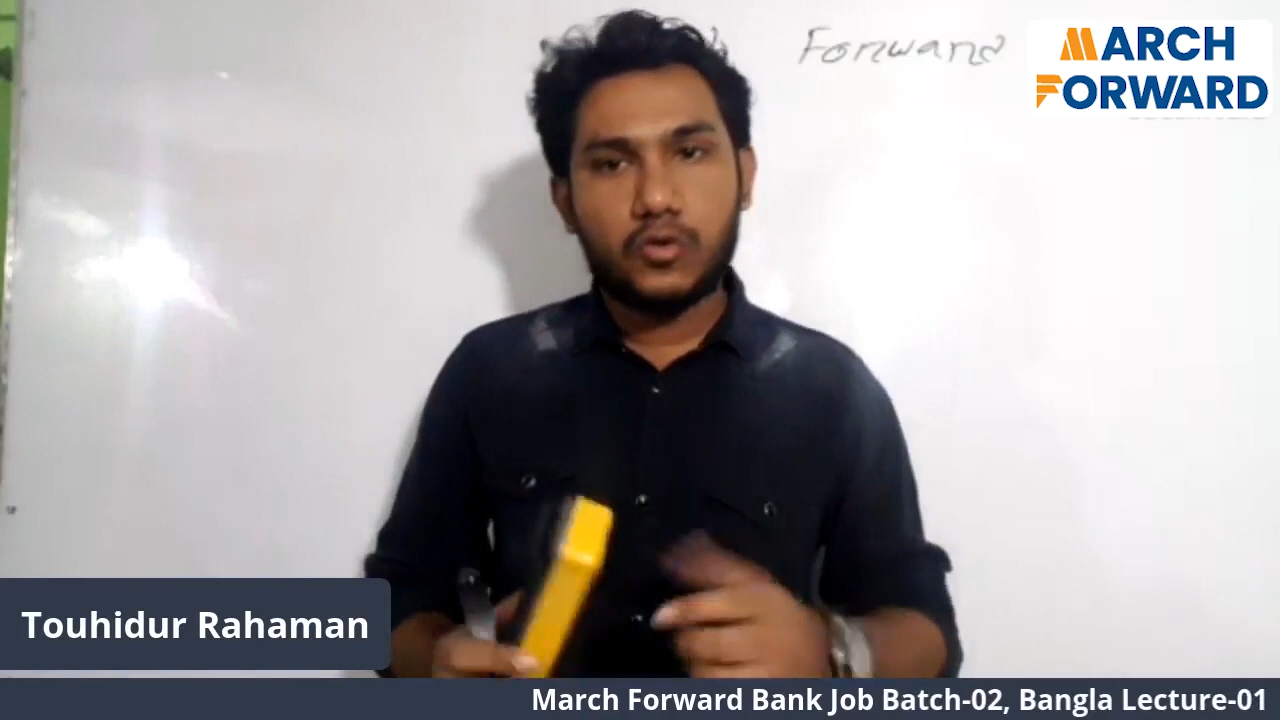 Forward
MARCH
FORWARD
Touhidur Rahaman
March Forward Bank Job Batch-02, Bangla Lecture-01